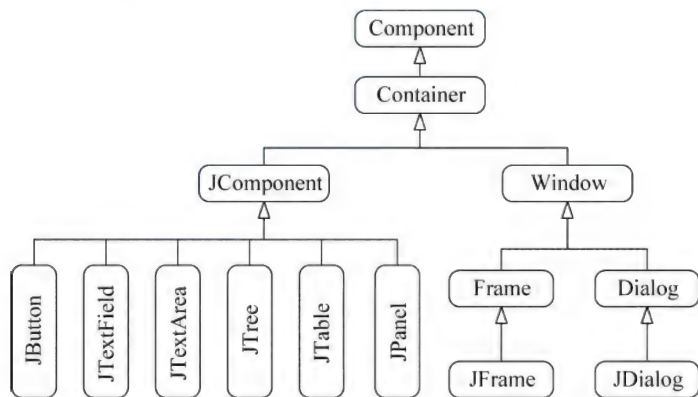 Component
Container
JComponent
Window
JButton
JTextField
JTextArea
JTree
JTable
JPanel
Frame
Dialog
JFrame
JDialog